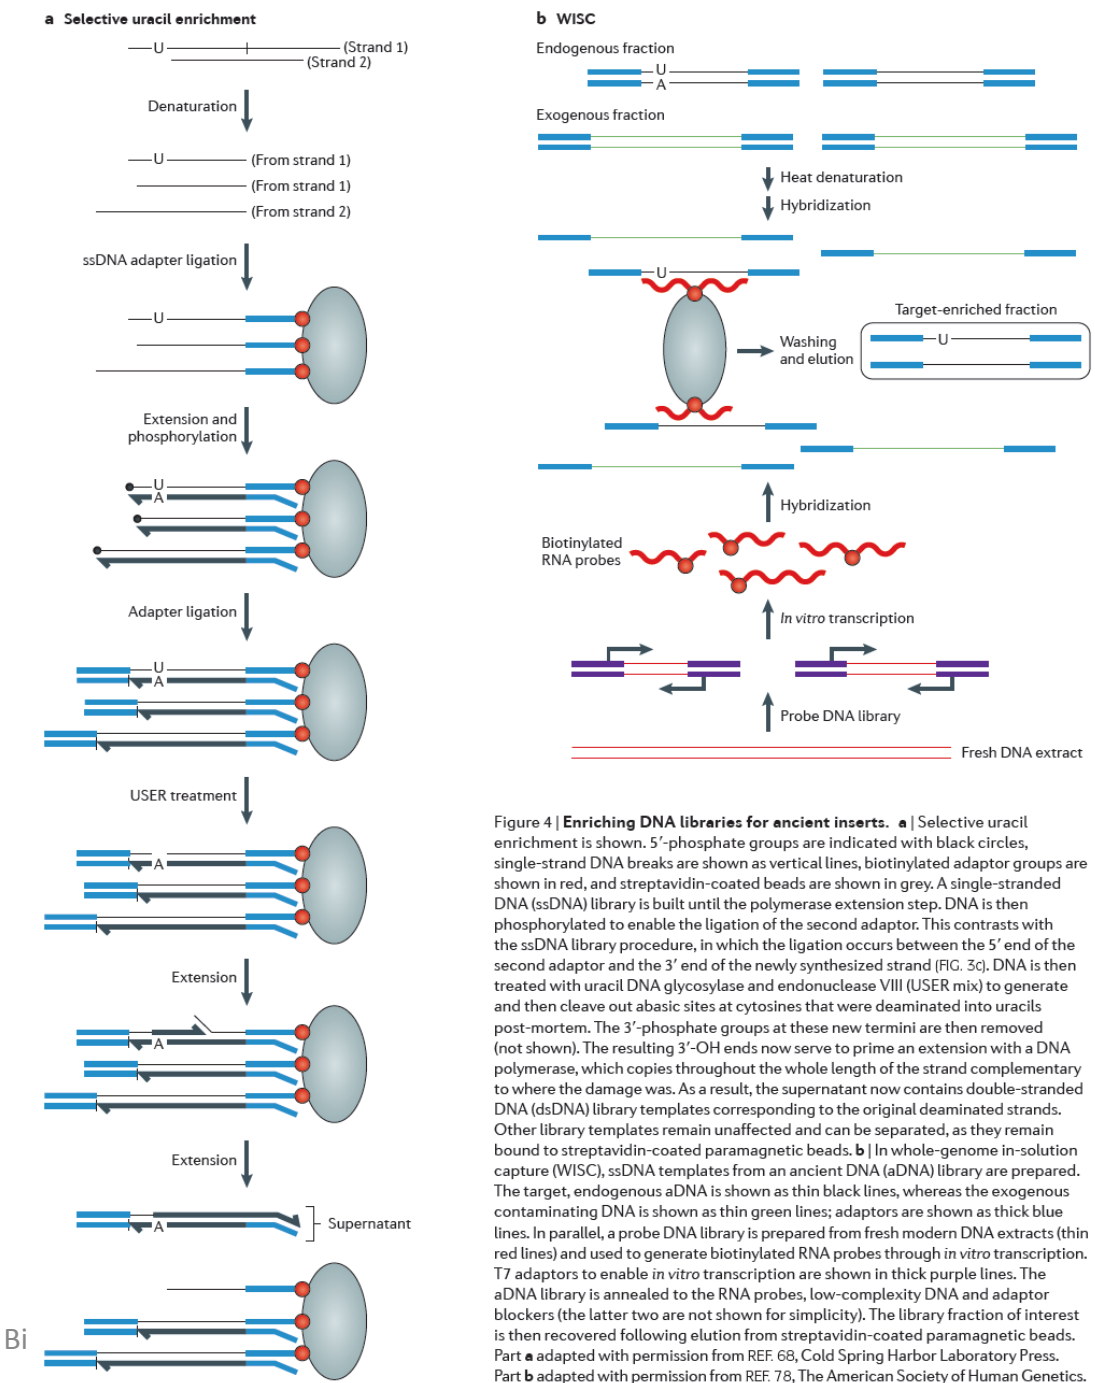 a Selective uracil enrichment
U
(Strand 1)
(Strand 2)
Denaturation
U
(From strand 1)
(From strand 1)
(From strand 2)
ssDNA adapter ligation
U
Extension and
phosphorylation
U
A
Adapter ligation
U
A
USER treatment
A
Extension
A
Extension
A
Supernatant
b WISC
Endogenous fraction
U
A
Exogenous fraction
Heat denaturation
Hybridization
U
Target-enriched fraction
U
Washing
and elution
Hybridization
Biotinylated
RNA probes
In vitro transcription
Probe DNA library
Fresh DNA extract
Figure 4 | Enriching DNA libraries for ancient inserts. a | Selective uracil
enrichment is shown. 5′-phosphate groups are indicated with black circles,
single-strand DNA breaks are shown as vertical lines, biotinylated adaptor groups are
shown in red, and streptavidin-coated beads are shown in grey. A single-stranded
DNA (ssDNA) library is built until the polymerase extension step. DNA is then
phosphorylated to enable the ligation of the second adaptor. This contrasts with
the ssDNA library procedure, in which the ligation occurs between the 5′ end of the
second adaptor and the 3′ end of the newly synthesized strand (FIG. 3c). DNA is then
treated with uracil DNA glycosylase and endonuclease VIII (USER mix) to generate
and then cleave out abasic sites at cytosines that were deaminated into uracils
post-mortem. The 3′-phosphate groups at these new termini are then removed
(not shown). The resulting 3′-OH ends now serve to prime an extension with a DNA
polymerase, which copies throughout the whole length of the strand complementary
to where the damage was. As a result, the supernatant now contains double-stranded
DNA (dsDNA) library templates corresponding to the original deaminated strands.
Other library templates remain unaffected and can be separated, as they remain
bound to streptavidin-coated paramagnetic beads. b | In whole-genome in-solution
capture (WISC), ssDNA templates from an ancient DNA (aDNA) library are prepared.
The target, endogenous aDNA is shown as thin black lines, whereas the exogenous
contaminating DNA is shown as thin green lines; adaptors are shown as thick blue
lines. In parallel, a probe DNA library is prepared from fresh modern DNA extracts (thin
red lines) and used to generate biotinylated RNA probes through in vitro transcription.
T7 adaptors to enable in vitro transcription are shown in thick purple lines. The
aDNA library is annealed to the RNA probes, low-complexity DNA and adaptor
blockers (the latter two are not shown for simplicity). The library fraction of interest
is then recovered following elution from streptavidin-coated paramagnetic beads.
Part a adapted with permission from REF. 68, Cold Spring Harbor Laboratory Press.
Part b adapted with permission from REF. 78, The American Society of Human Genetics.
Bi